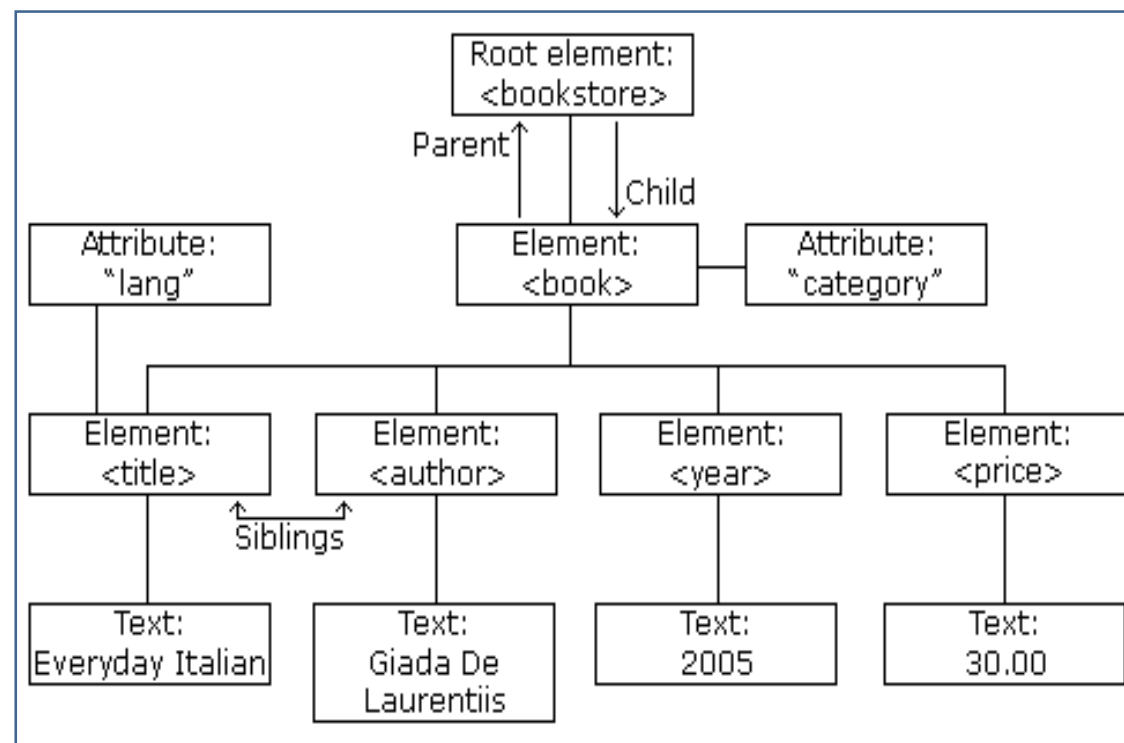 Root element:
<bookstore>
Parent
Child
Attribute:
“lang”
Element:
<book>
Attribute:
“category”
Element:
<title>
Element:
<author>
Element:
<year>
Element:
<price>
Siblings
Text:
Everyday Italian
Text:
Giada De
Laurentiis
Text:
2005
Text:
30.00